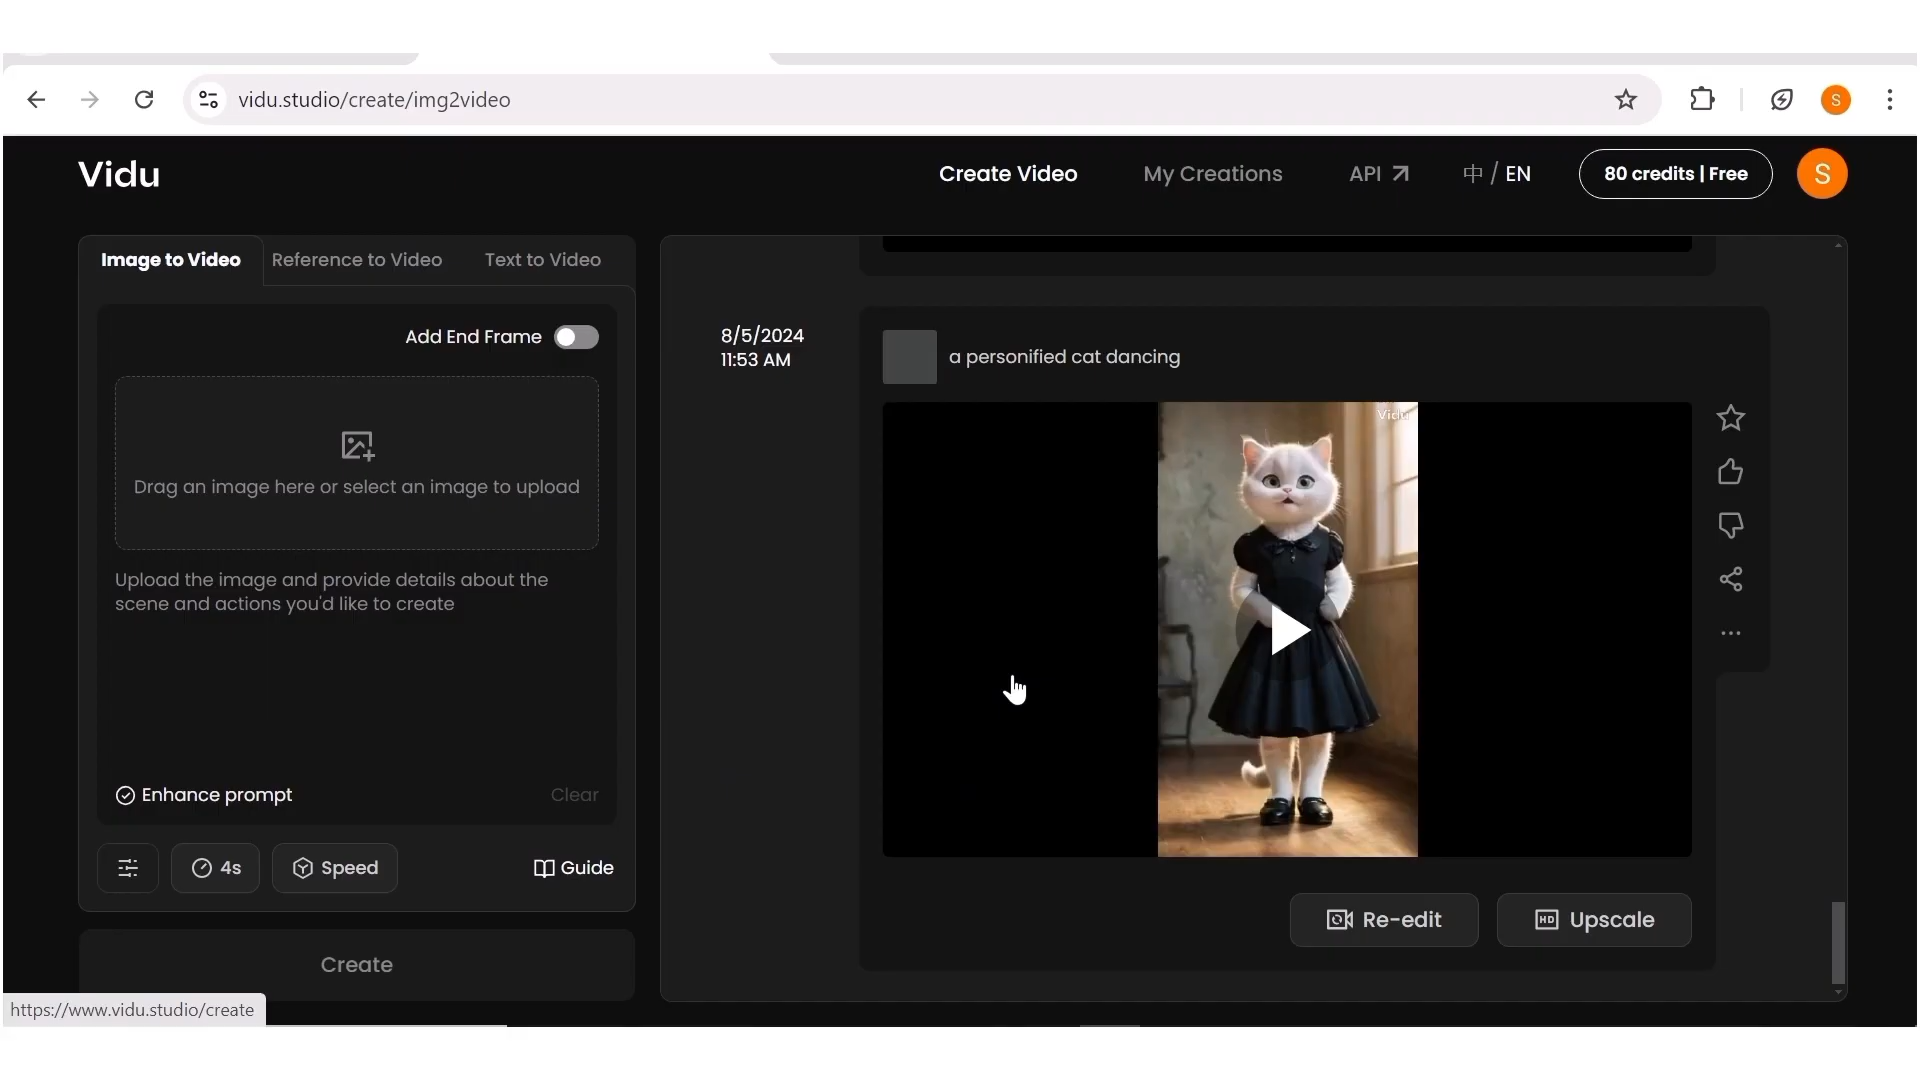 vidu.studio/create/img2video
S
Vidu
Create Video
My Creations
API
中 / EN
80 credits | Free
S
Image to Video
Reference to Video
Text to Video
Add End Frame
Drag an image here or select an image to upload
Upload the image and provide details about the
scene and actions you'd like to create
Enhance prompt
Clear
4s
Speed
Guide
Create
8/5/2024
11:53 AM
a personified cat dancing
Vidu
Re-edit
HD
Upscale
https://www.vidu.studio/create